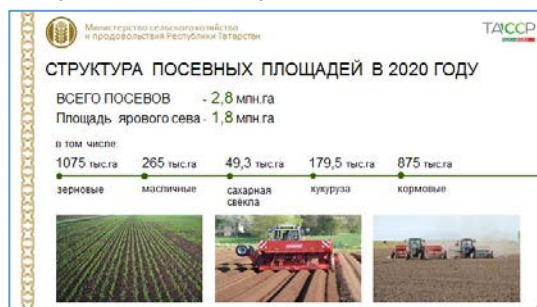 Министерство сельского хозяйства
и продовольствия Республики Татарстан
ТАССР
СТРУКТУРА ПОСЕВНЫХ ПЛОЩАДЕЙ В 2020 ГОДУ
ВСЕГО ПОСЕВОВ - 2,8 млн.га
Площадь ярового сева - 1,8 млн.га
в том числе:
1075 тыс.га 265 тыс.га 49,3 тыс.га 179,5 тыс.га 875 тыс.га
зерновые масличные сахарная свёкла кукуруза кормовые